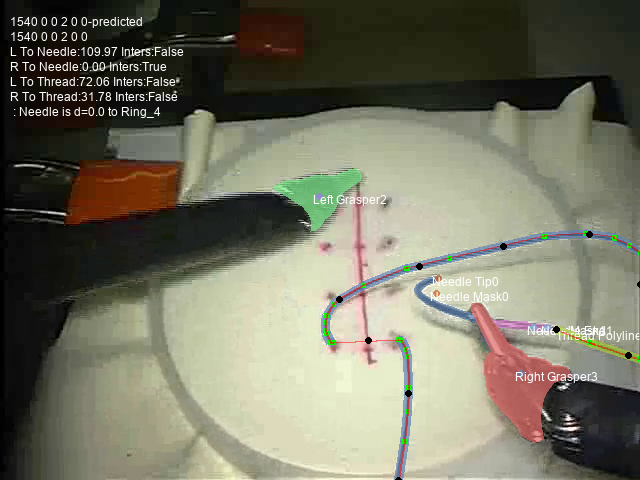 1540 0 0 2 0 0-predicted
1540 0 0 2 0 0
L To Needle:109.97 Inters:False
R To Needle:0.00 Inters:True
L To Thread:72.06 Inters:False
R To Thread:31.78 Inters:False
: Needle is d=0.0 to Ring_4
Left Grasper2
Needle Tip0
Needle Mask0
Thread Polyline
Right Grasper3